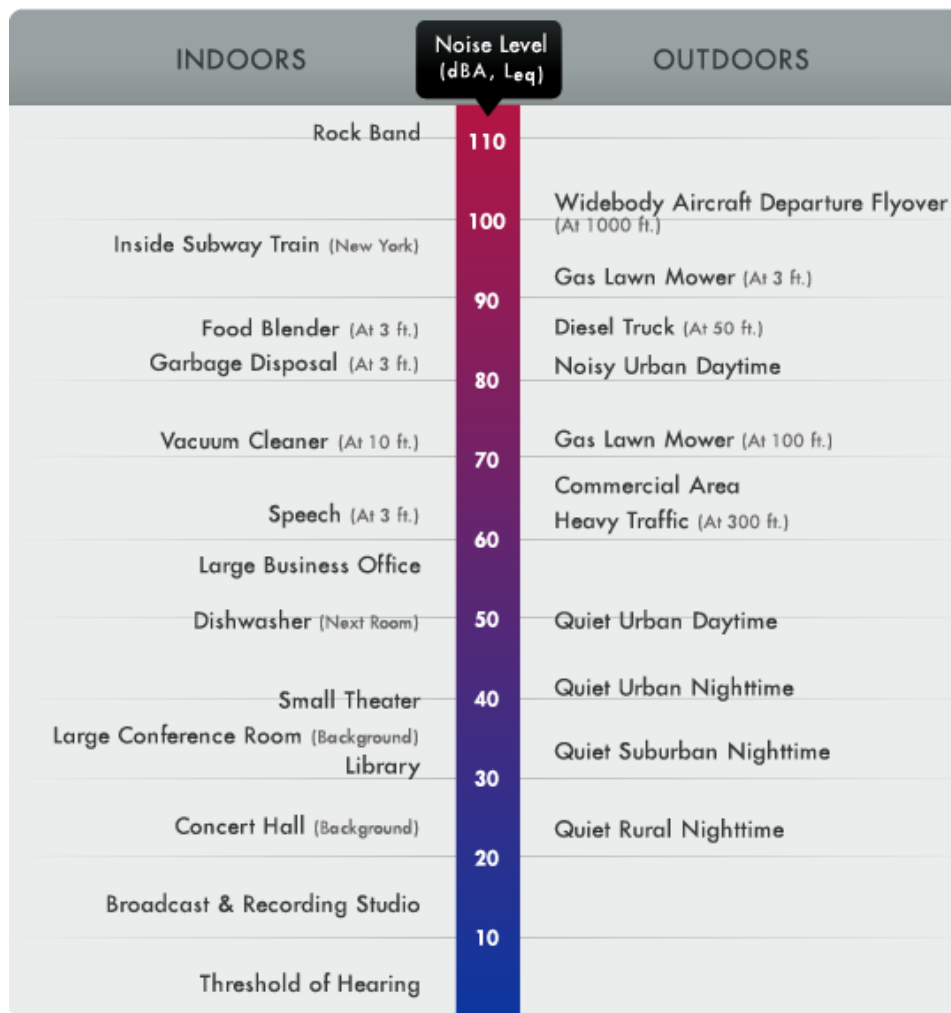 INDOORS
Noise Level
(dBA, Leq)
OUTDOORS
Rock Band
110
Widebody Aircraft Departure Flyover
(At 1000 ft.)
100
Inside Subway Train (New York)
Gas Lawn Mower (At 3 ft.)
90
Food Blender (At 3 ft.)
Diesel Truck (At 50 ft.)
Garbage Disposal (At 3 ft.)
Noisy Urban Daytime
80
Vacuum Cleaner (At 10 ft.)
Gas Lawn Mower (At 100 ft.)
70
Commercial Area
Speech (At 3 ft.)
Heavy Traffic (At 300 ft.)
60
Large Business Office
Dishwasher (Next Room)
50
Quiet Urban Daytime
Quiet Urban Nighttime
Small Theater
40
Large Conference Room (Background)
Quiet Suburban Nighttime
Library
30
Concert Hall (Background)
Quiet Rural Nighttime
20
Broadcast & Recording Studio
10
Threshold of Hearing